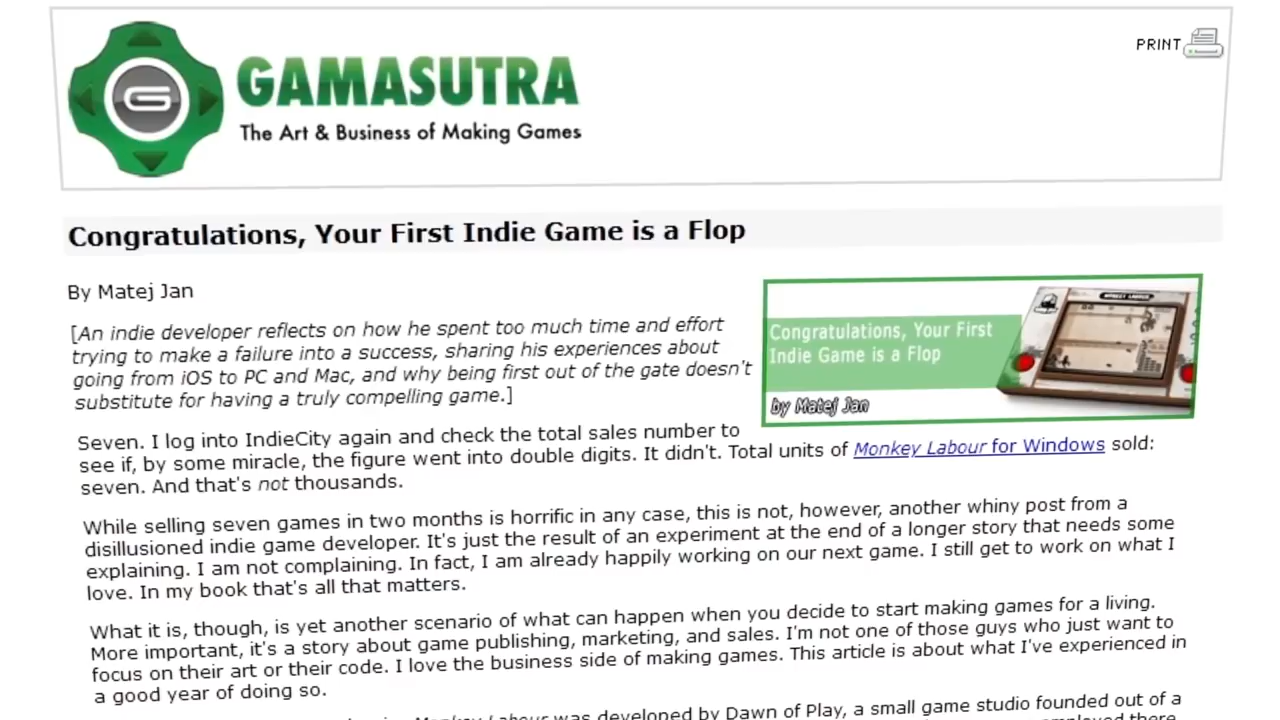 PRINT
GAMASUTRA
The Art & Business of Making Games
Congratulations, Your First Indie Game is a Flop
By Matej Jan
[An indie developer reflects on how he spent too much time and effort
trying to make a failure into a success, sharing his experiences about
going from iOS to PC and Mac, and why being first out of the gate doesn't
substitute for having a truly compelling game.]
MONKEY LABOUR
Congratulations, Your First
Indie Game is a Flop
by Matej Jan
Seven. I log into IndieCity again and check the total sales number to
see if, by some miracle, the figure went into double digits. It didn't. Total units of Monkey Labour for Windows sold:
seven. And that's not thousands.
While selling seven games in two months is horrific in any case, this is not, however, another whiny post from a
disillusioned indie game developer. It's just the result of an experiment at the end of a longer story that needs some
explaining. I am not complaining. In fact, I am already happily working on our next game. I still get to work on what I
love. In my book that's all that matters.
What it is, though, is yet another scenario of what can happen when you decide to start making games for a living.
More important, it's a story about game publishing, marketing, and sales. I'm not one of those guys who just want to
focus on their art or their code. I love the business side of making games. This article is about what I've experienced in
a good year of doing so.
Monkey Labour was developed by Dawn of Play, a small game studio founded out of a